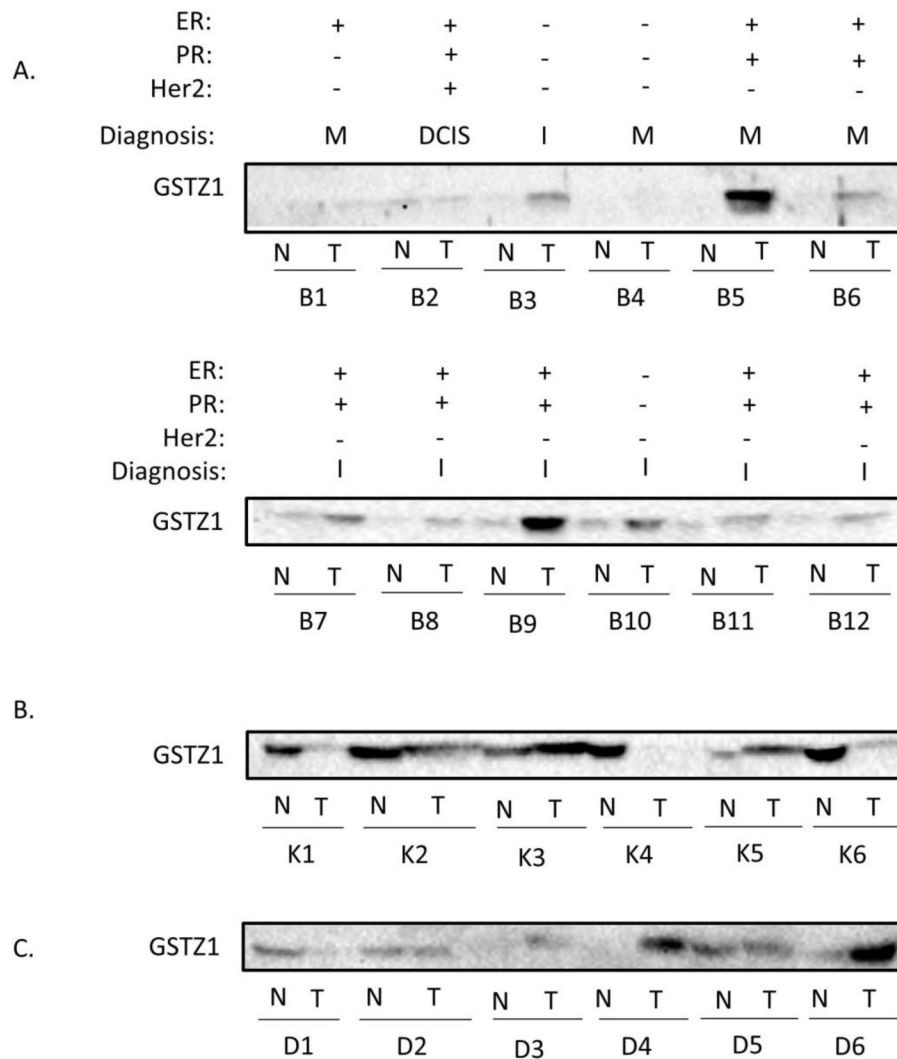 ER: + + - - + +
A. PR: - + - - + +
Her2: - + - - - -
Diagnosis: M DCIS I M M M
GSTZ1
N T N T N T N T N T N T
B1 B2 B3 B4 B5 B6
ER: + + + - + +
PR: + + + - + +
Her2: - - - - - -
Diagnosis: I I I I I I
GSTZ1
N T N T N T N T N T N T
B7 B8 B9 B10 B11 B12
B.
GSTZ1
N T N T N T N T N T N T
K1 K2 K3 K4 K5 K6
C. GSTZ1
N T N T N T N T N T N T
D1 D2 D3 D4 D5 D6